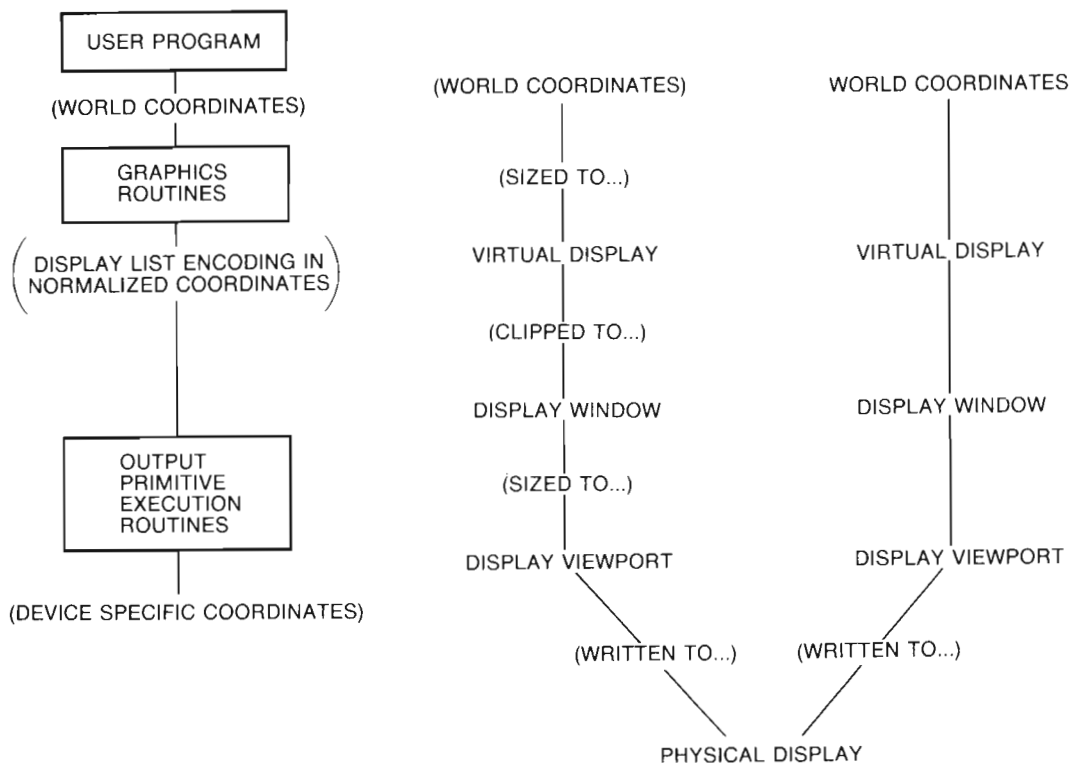 USER PROGRAM
(WORLD COORDINATES)
GRAPHICS
ROUTINES
(DISPLAY LIST ENCODING IN
NORMALIZED COORDINATES)
OUTPUT
PRIMITIVE
EXECUTION
ROUTINES
(DEVICE SPECIFIC COORDINATES)
(WORLD COORDINATES)
(SIZED TO...)
VIRTUAL DISPLAY
(CLIPPED TO...)
DISPLAY WINDOW
(SIZED TO...)
DISPLAY VIEWPORT
(WRITTEN TO...)
WORLD COORDINATES
VIRTUAL DISPLAY
DISPLAY WINDOW
DISPLAY VIEWPORT
(WRITTEN TO...)
PHYSICAL DISPLAY